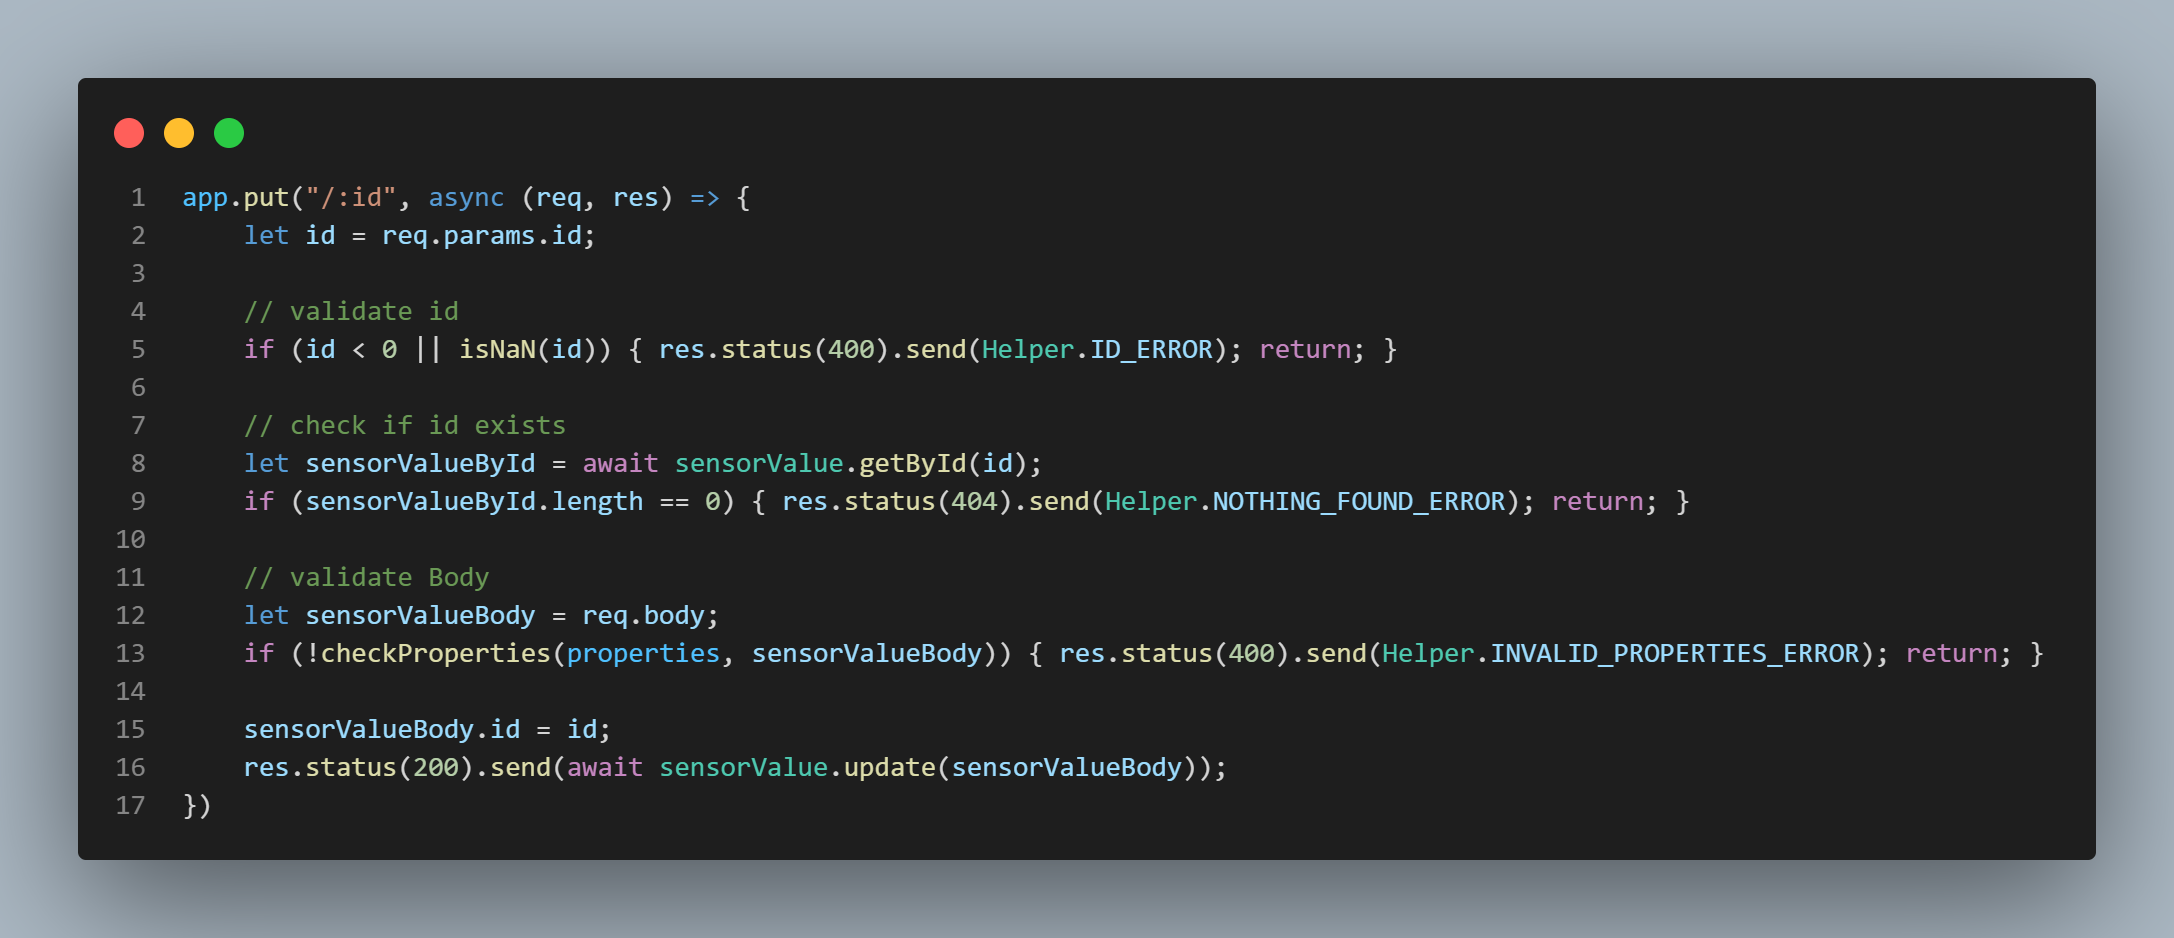 1 app.put("/:id", async (req, res) => {
2     let id = req.params.id;
3
4     // validate id
5     if (id < 0 || isNaN(id)) { res.status(400).send(Helper.ID_ERROR); return; }
6
7     // check if id exists
8     let sensorValueById = await sensorValue.getById(id);
9     if (sensorValueById.length == 0) { res.status(404).send(Helper.NOTHING_FOUND_ERROR); return; }
10
11     // validate Body
12     let sensorValueBody = req.body;
13     if (!checkProperties(properties, sensorValueBody)) { res.status(400).send(Helper.INVALID_PROPERTIES_ERROR); return; }
14
15     sensorValueBody.id = id;
16     res.status(200).send(await sensorValue.update(sensorValueBody));
17 })